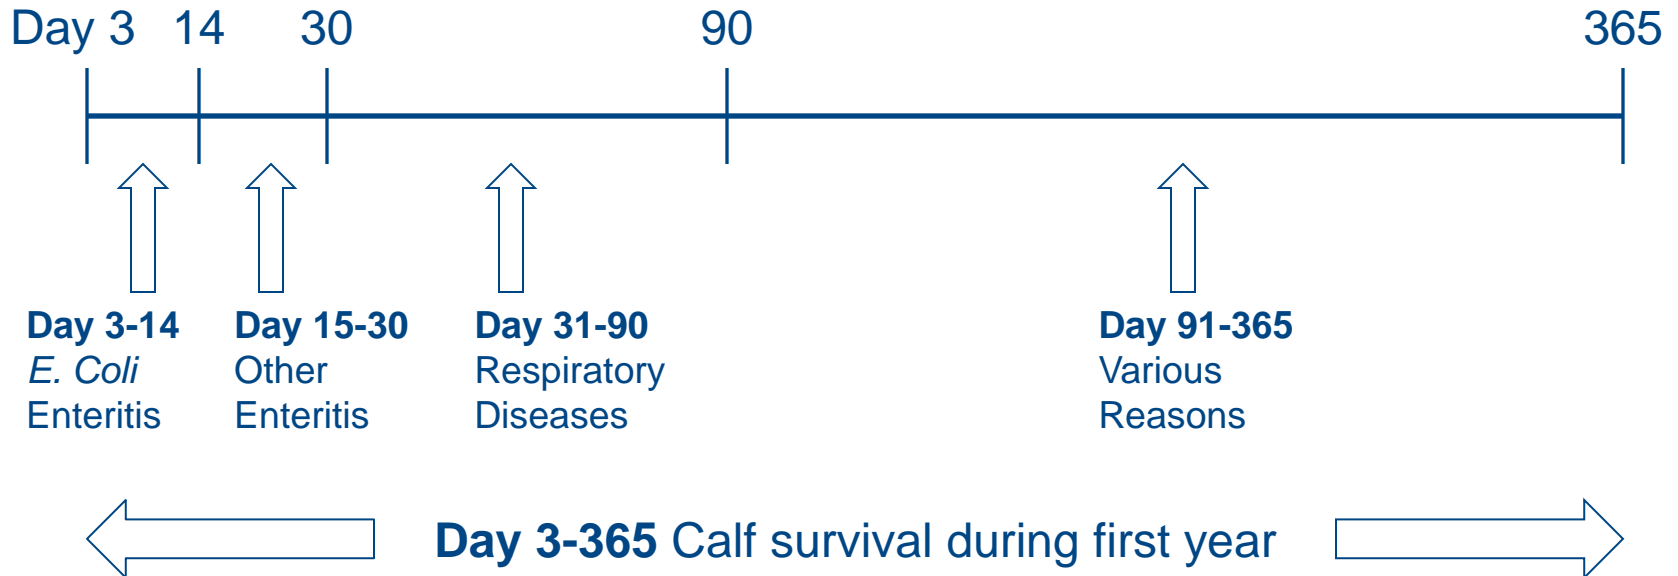 Day 3 14 30 90 365
Day 3-14
E. Coli
Enteritis
Day 15-30
Other
Enteritis
Day 31-90
Respiratory
Diseases
Day 91-365
Various
Reasons
Day 3-365 Calf survival during first year